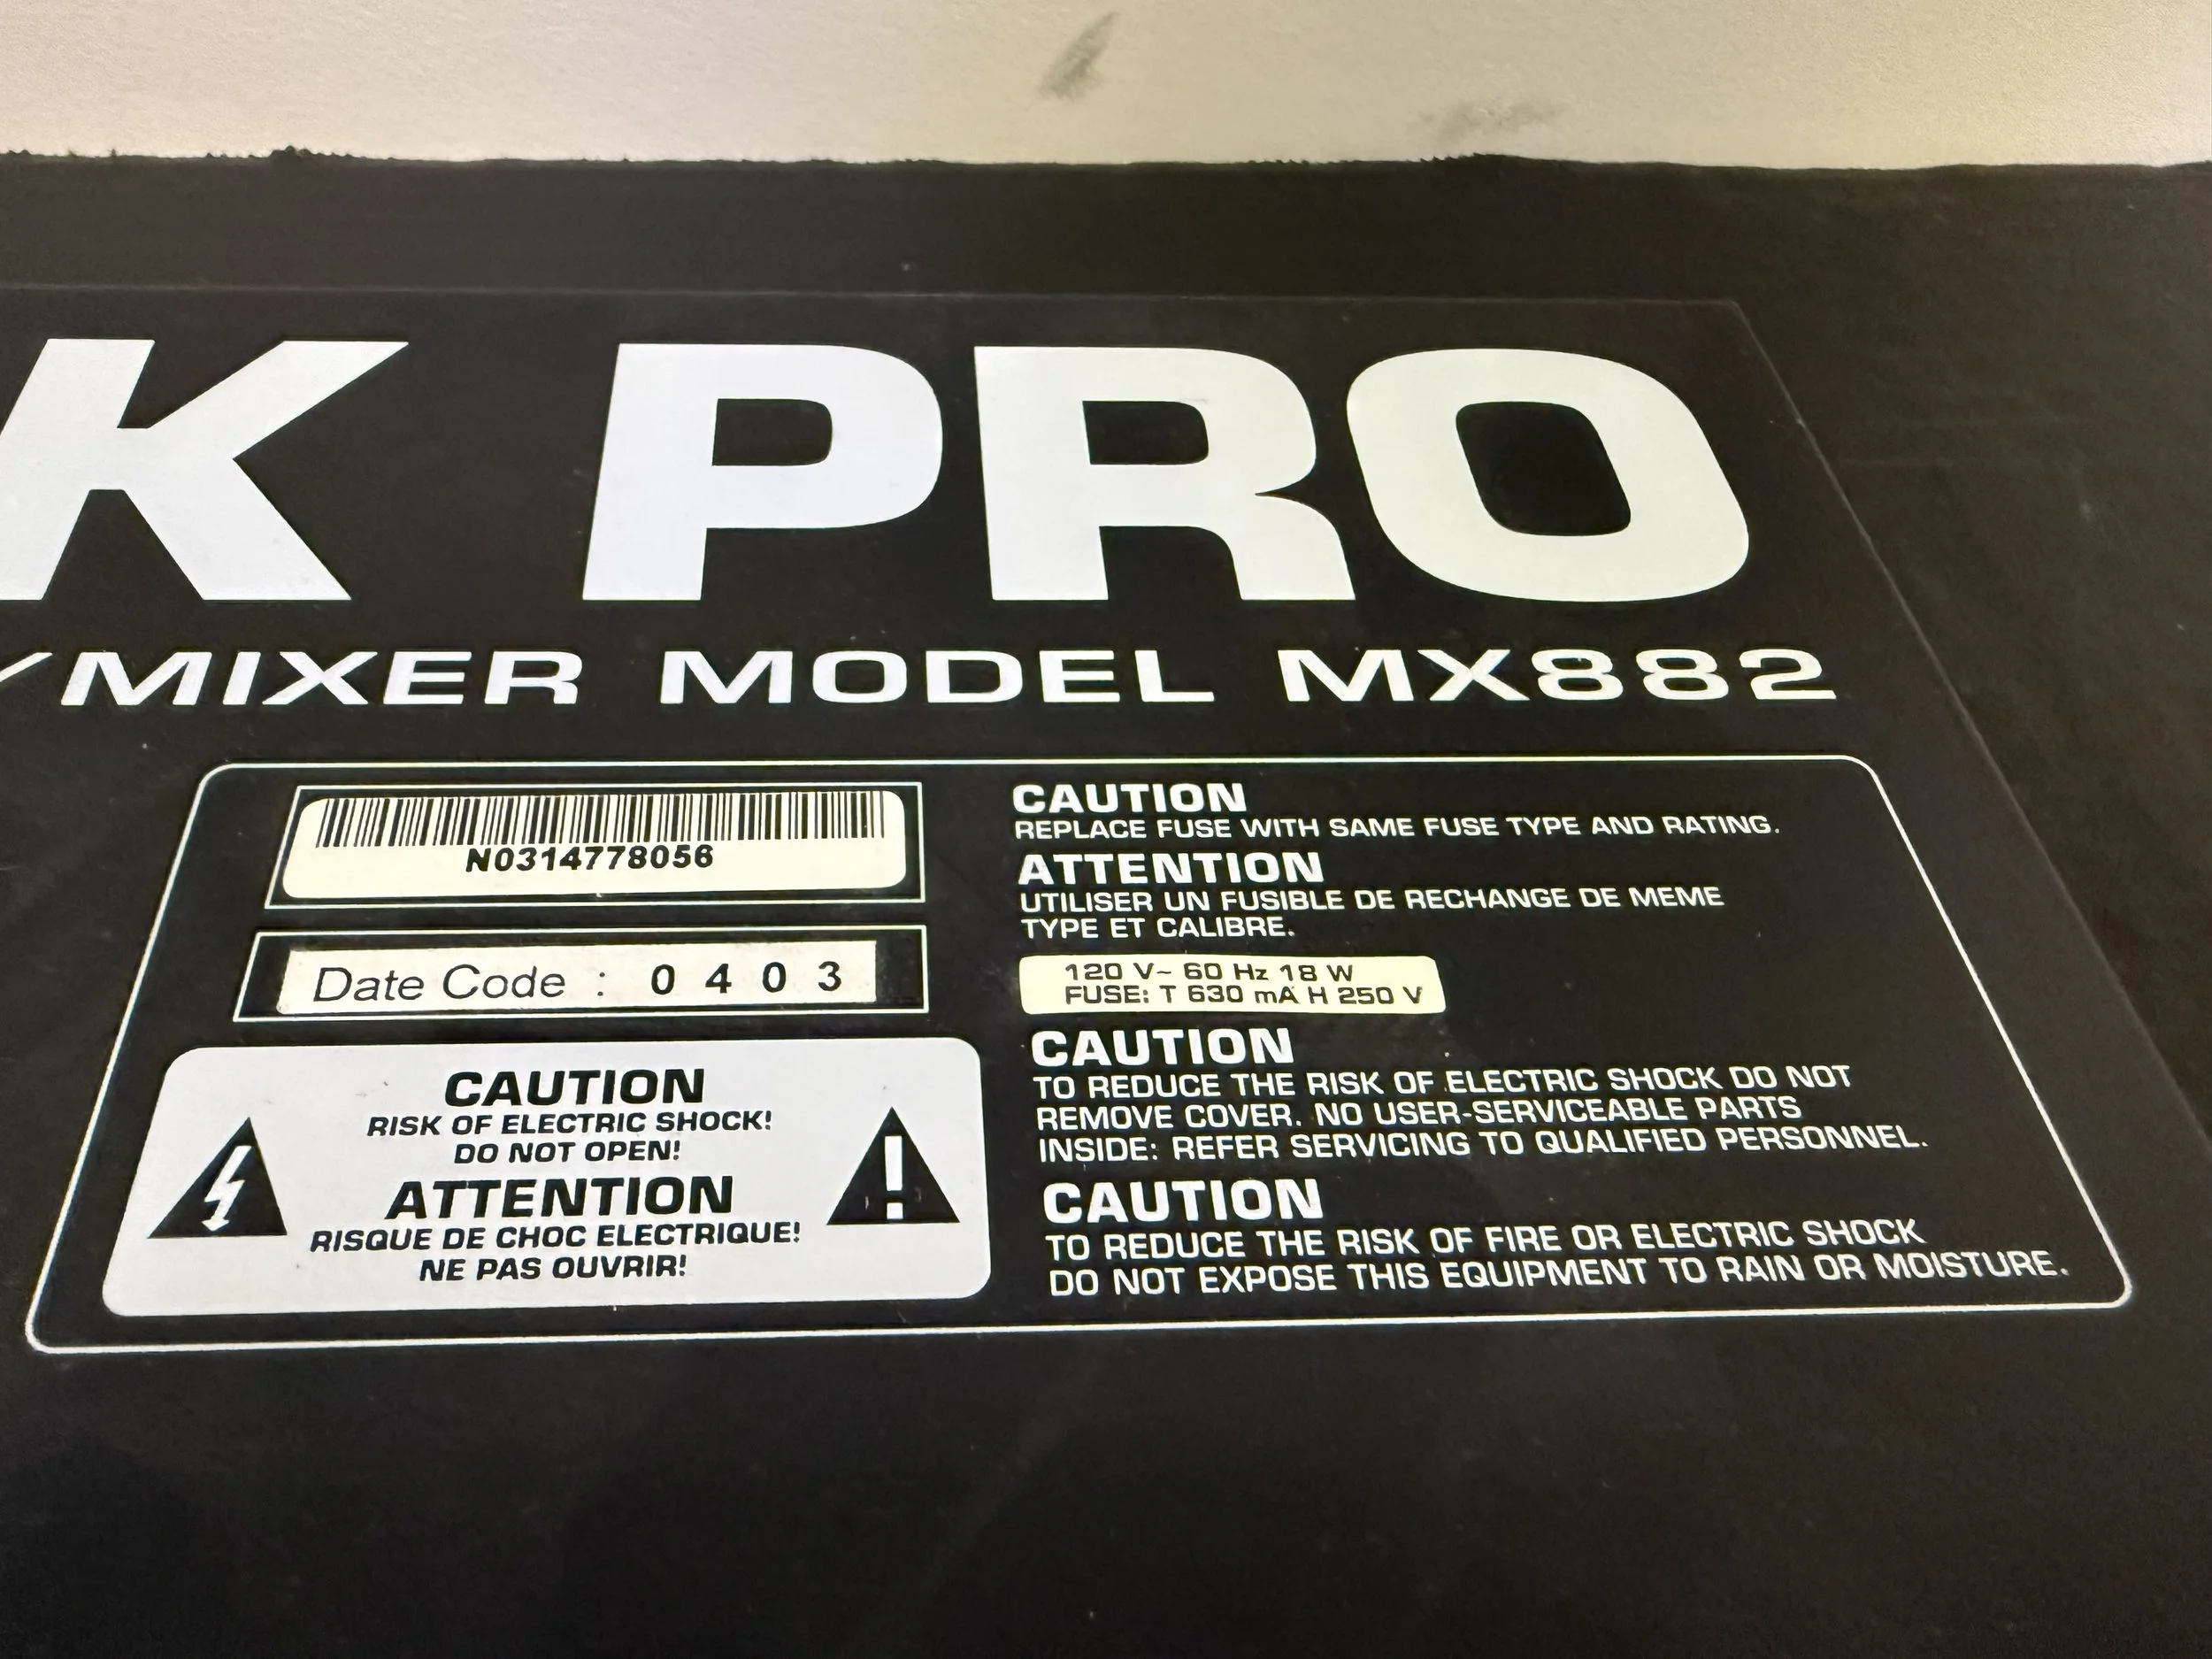 K PRO
/MIXER MODEL MX882
N0314778056
Date Code : 0 4 0 3
CAUTION
RISK OF ELECTRIC SHOCK!
DO NOT OPEN!
ATTENTION
RISQUE DE CHOC ELECTRIQUE!
NE PAS OUVRIR!
CAUTION
REPLACE FUSE WITH SAME FUSE TYPE AND RATING.
ATTENTION
UTILISER UN FUSIBLE DE RECHANGE DE MEME
TYPE ET CALIBRE.
120 V~ 60 Hz 18 W
FUSE: T 630 mA H 250 V
CAUTION
TO REDUCE THE RISK OF ELECTRIC SHOCK DO NOT
REMOVE COVER. NO USER-SERVICEABLE PARTS
INSIDE: REFER SERVICING TO QUALIFIED PERSONNEL.
CAUTION
TO REDUCE THE RISK OF FIRE OR ELECTRIC SHOCK
DO NOT EXPOSE THIS EQUIPMENT TO RAIN OR MOISTURE.